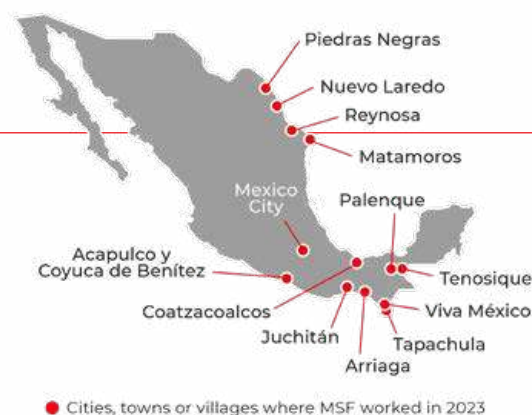 Piedras Negras
Nuevo Laredo
Reynosa
Matamoros
Mexico
City
Palenque
Acapulco y
Coyuca de Benítez
Tenosique
Coatzacoalcos
Viva México
Juchitán
Tapachula
Arriaga
Cities, towns or villages where MSF worked in 2023